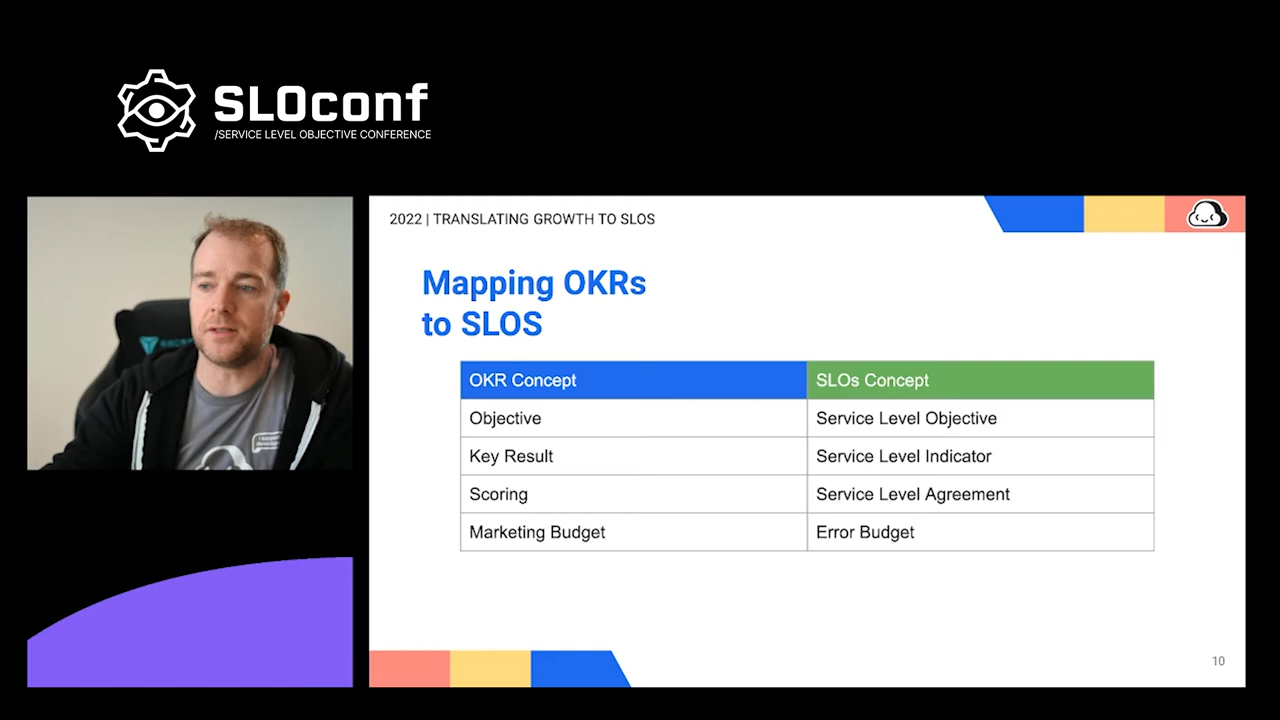 SLOconf
/SERVICE LEVEL OBJECTIVE CONFERENCE
2022 | TRANSLATING GROWTH TO SLOS
Mapping OKRs
to SLOS
OKR Concept SLOs Concept
Objective Service Level Objective
Key Result Service Level Indicator
Scoring Service Level Agreement
Marketing Budget Error Budget
10